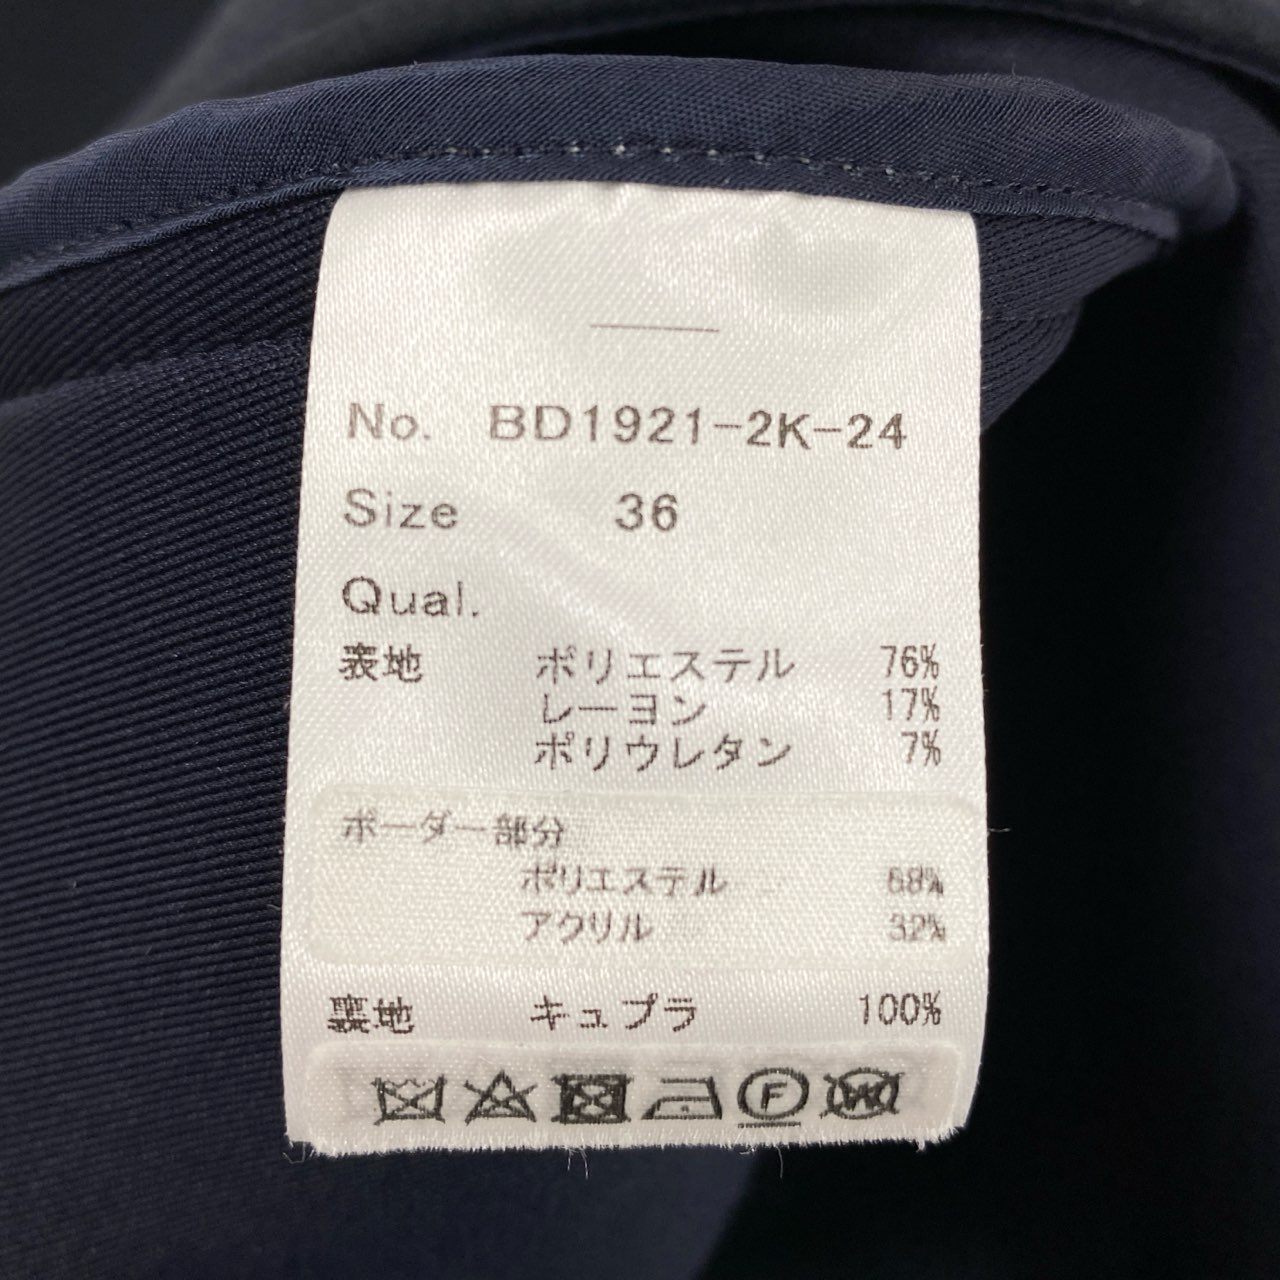 No. BD1921-2K-24
Size 36
Qual.
表地 ポリエステル 76%
レーヨン 17%
ポリウレタン 7%
ボーダー部分
ポリエステル 68%
アクリル 32%
裏地 キュプラ 100%
F W